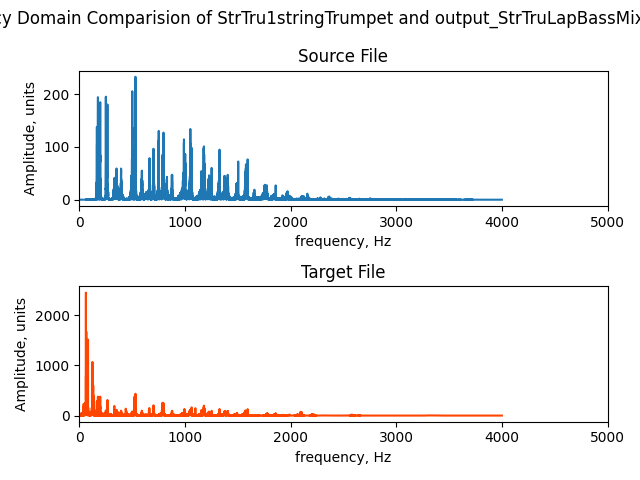 cy Domain Comparision of StrTru1stringTrumpet and output_StrTruLapBassMix
Source File
Amplitude, units
200
100
0
0 1000 2000 3000 4000 5000
frequency, Hz
Target File
Amplitude, units
2000
1000
0
0 1000 2000 3000 4000 5000
frequency, Hz